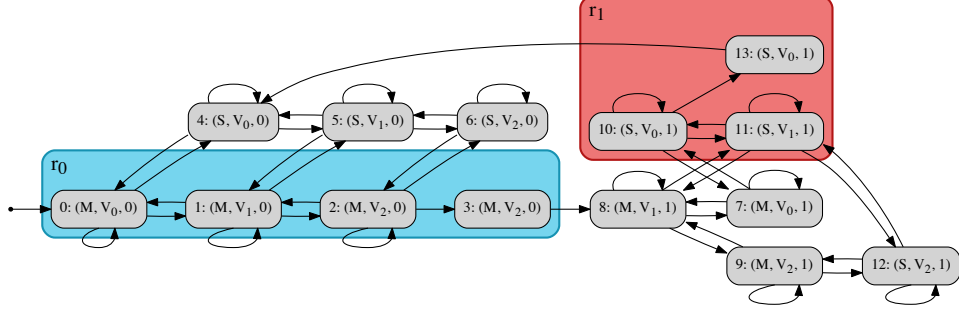 r₁
13: (S, V₀, 1)
4: (S, V₀, 0)
5: (S, V₁, 0)
6: (S, V₂, 0)
10: (S, V₀, 1)
11: (S, V₁, 1)
r₀
0: (M, V₀, 0)
1: (M, V₁, 0)
2: (M, V₂, 0)
3: (M, V₂, 0)
8: (M, V₁, 1)
7: (M, V₀, 1)
9: (M, V₂, 1)
12: (S, V₂, 1)